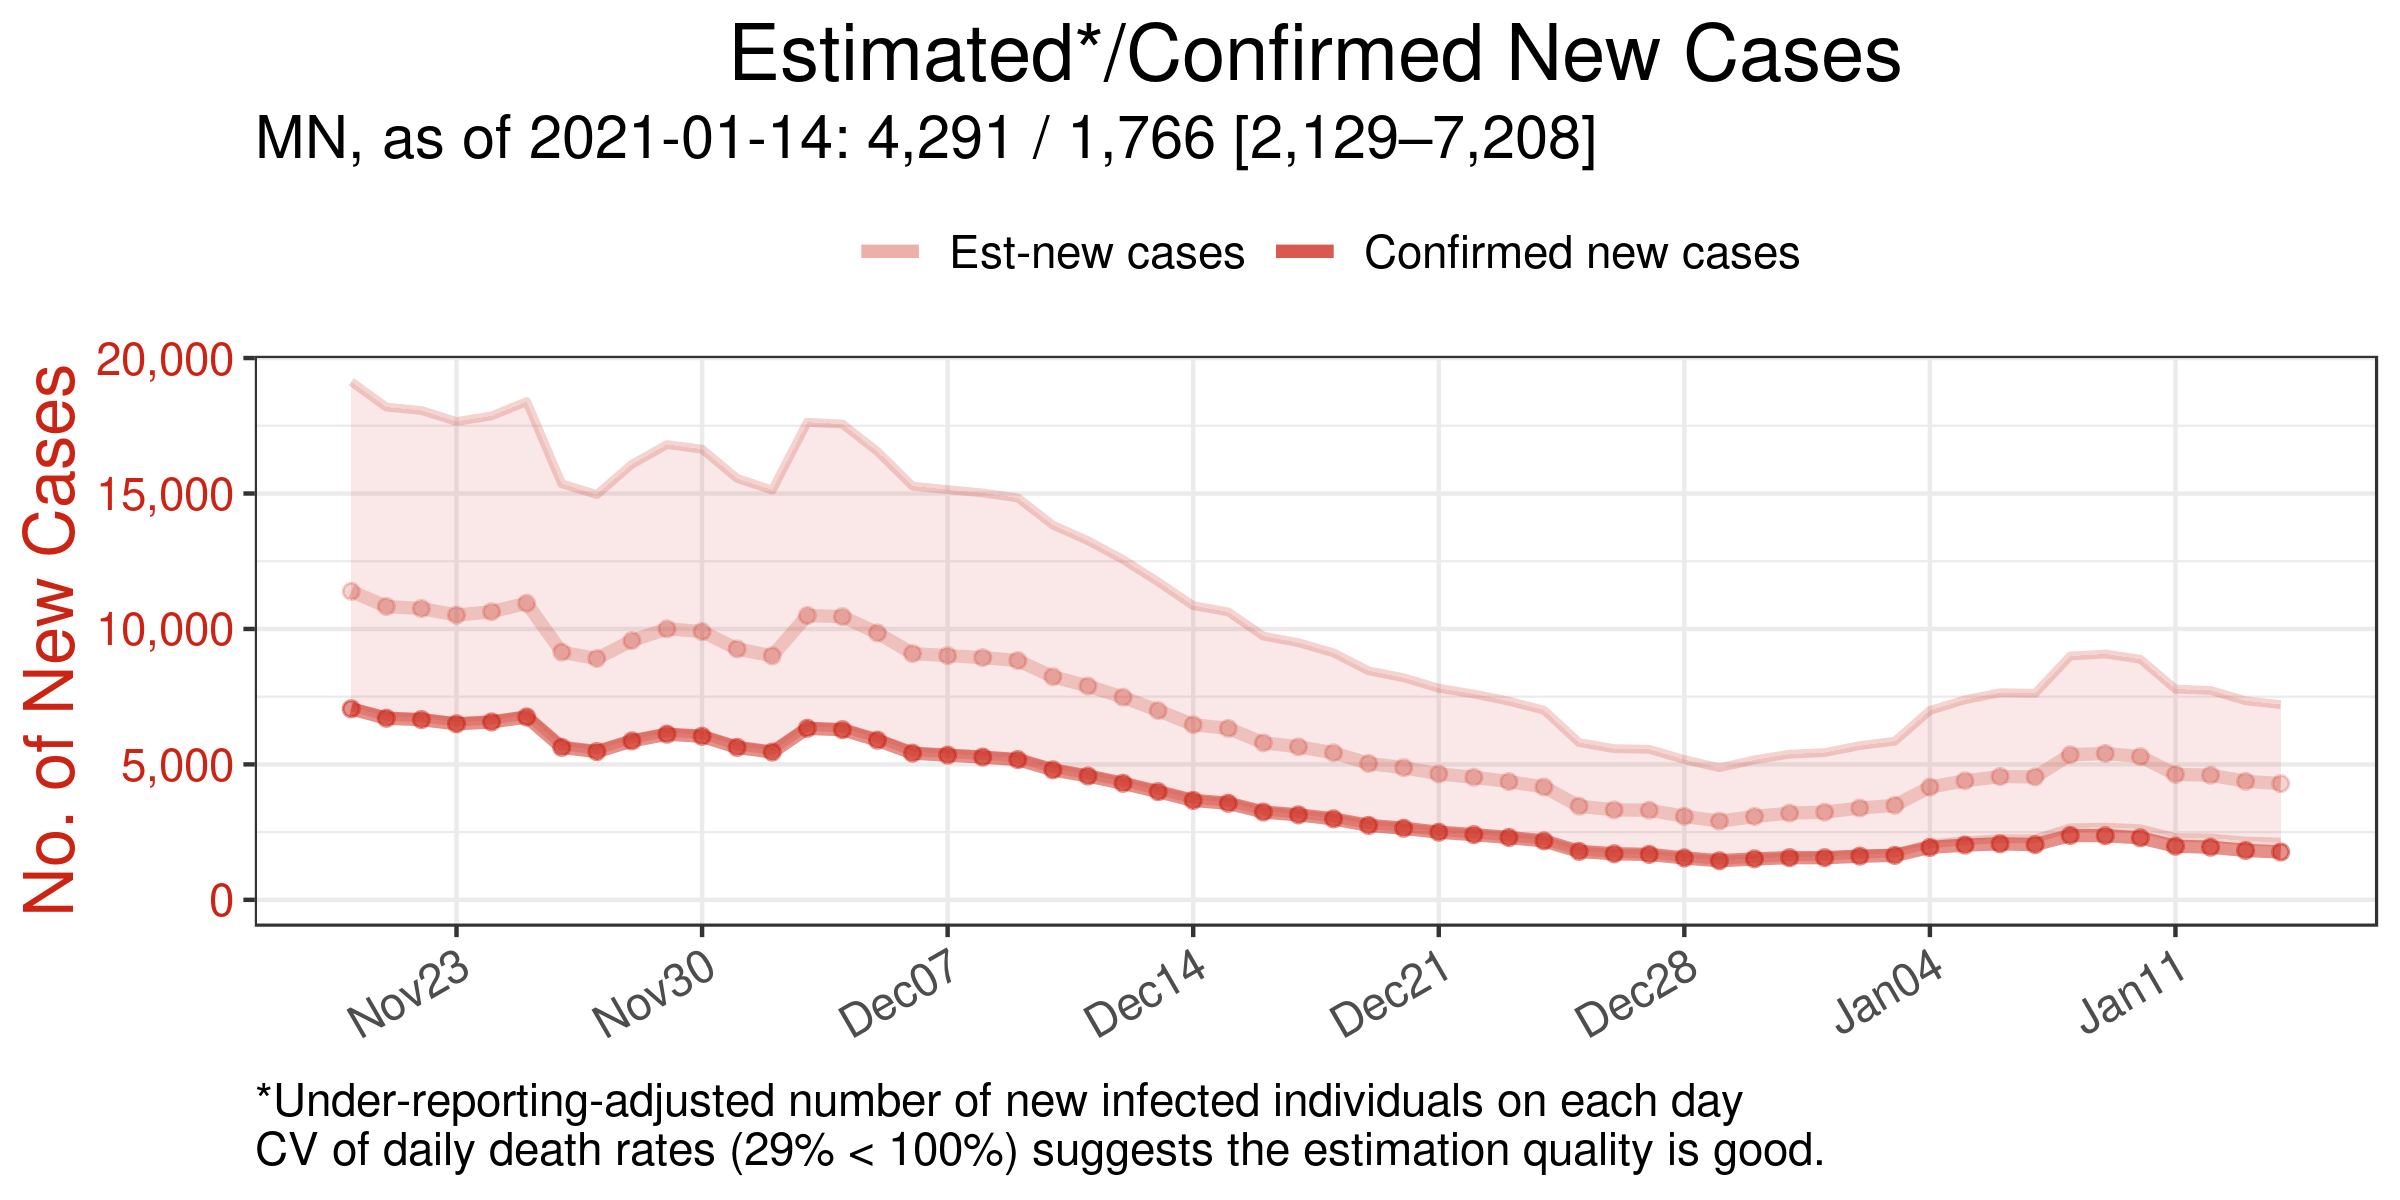 Estimated*/Confirmed New Cases
MN, as of 2021-01-14: 4,291 / 1,766 [2,129–7,208]
Est-new cases
Confirmed new cases
No. of New Cases
20,000
15,000
10,000
5,000
0
Nov23
Nov30
Dec07
Dec14
Dec21
Dec28
Jan04
Jan11
*Under-reporting-adjusted number of new infected individuals on each day
CV of daily death rates (29% < 100%) suggests the estimation quality is good.